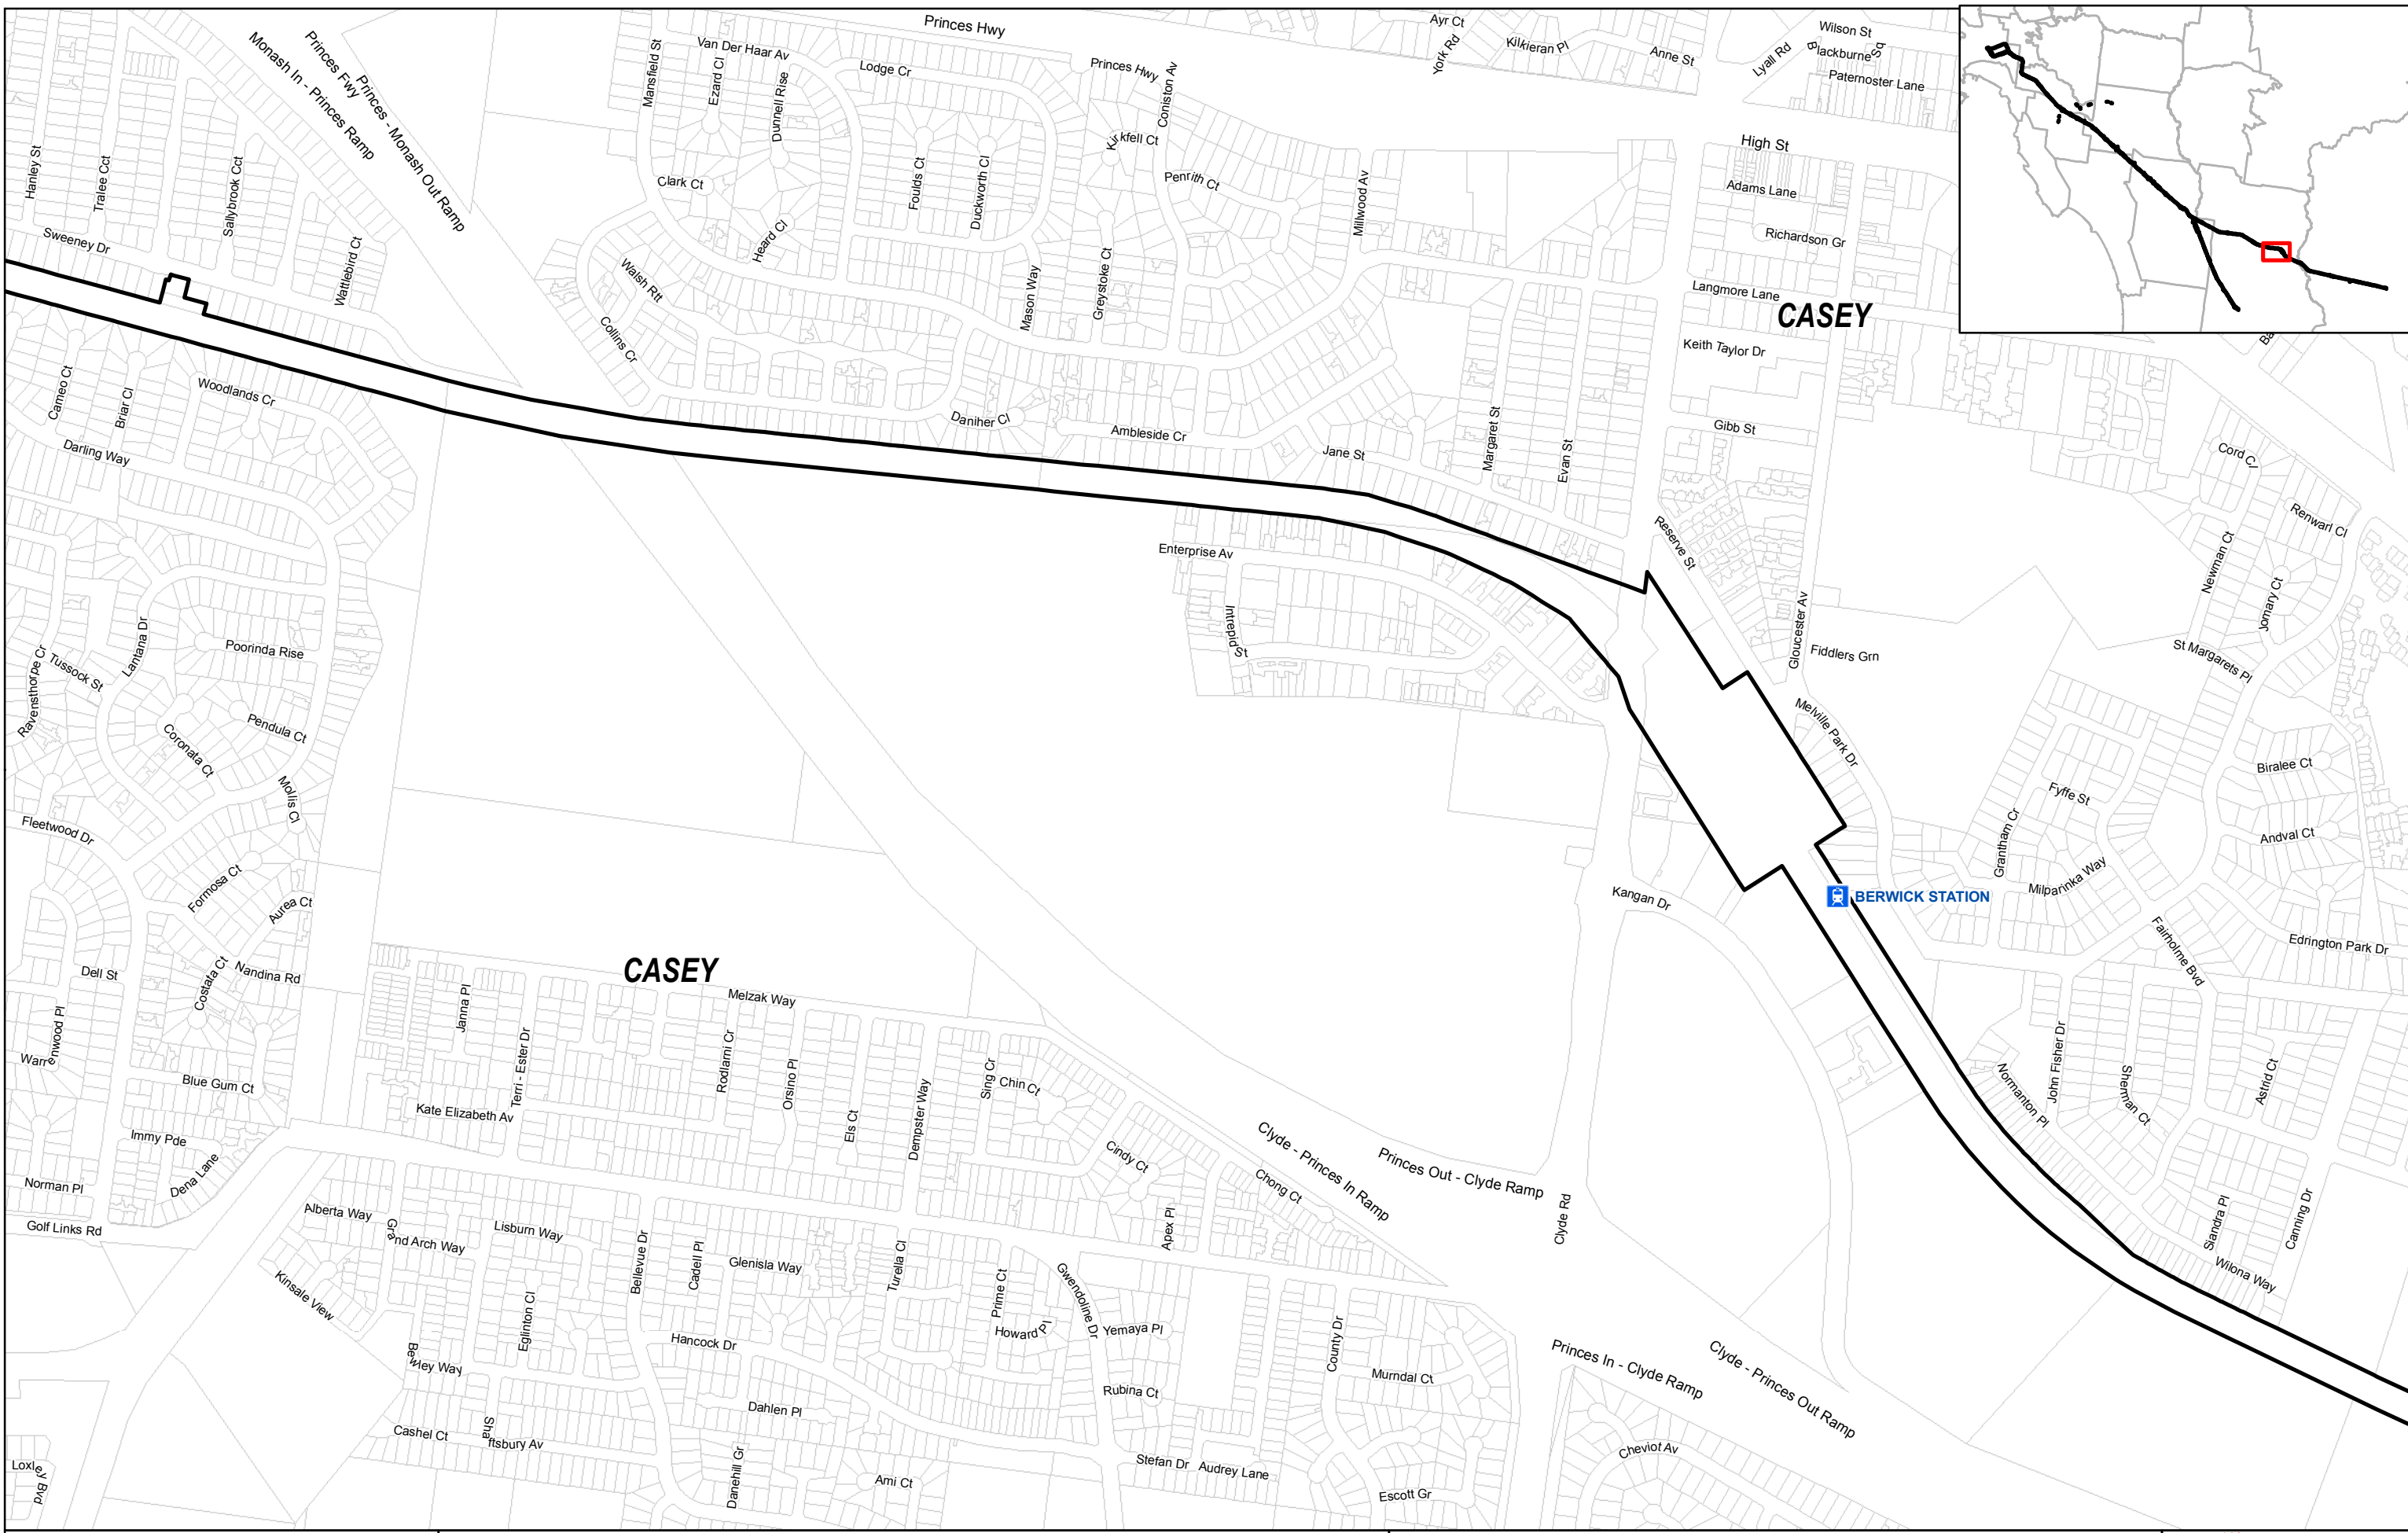 Princes Hwy
Ayr Ct
York Rd
Kilkieran Pl
Anne St
Wilson St
Lyall Rd
Blackburne Sq
Paternoster Lane
Monash In - Princes Ramp
Princes Fwy
Princes - Monash Out Ramp
Mansfield St
Van Der Haar Av
Ezard Cl
Dunnell Rise
Lodge Cr
Princes Hwy
Coniston Av
Kirkfell Ct
Penrith Ct
High St
Adams Lane
Richardson Gr
Hanley St
Tralee Cct
Sallybrook Cct
Wattlebird Ct
Sweeney Dr
Clark Ct
Heard Cl
Foulds Ct
Duckworth Cl
Millwood Av
Walsh Rtt
Collins Cr
Mason Way
Greystoke Ct
Langmore Lane
CASEY
Keith Taylor Dr
Cameo Ct
Briar Cl
Woodlands Cr
Darling Way
Daniher Cl
Ambleside Cr
Jane St
Margaret St
Evan St
Gibb St
Cord C
Renwarl Cl
Newman Ct
Jomary Ct
St Margarets Pl
Enterprise Av
Intrepid St
Reserve St
Gloucester Av
Fiddlers Grn
Melville Park Dr
Lantana Dr
Poorinda Rise
Ravensthorpe Cr
Tussock St
Pendula Ct
Coronata Ct
Mollis Cl
Biralee Ct
Fyffe St
Andval Ct
Grantham Cr
Milparinka Way
Fleetwood Dr
Formosa Ct
Aurea Ct
Kangan Dr
BERWICK STATION
Fairholme Bvd
Edrington Park Dr
Dell St
Costata Ct
Nandina Rd
CASEY
Melzak Way
Janna Pl
Terri - Ester Dr
Rodlami Cr
Orsino Pl
Els Ct
Dempster Way
Sing Cr
Chin Ct
Warrenwood Pl
Blue Gum Ct
Kate Elizabeth Av
Normanton Pl
John Fisher Dr
Sherman Ct
Astrid Ct
Immy Pde
Dena Lane
Norman Pl
Golf Links Rd
Cindy Ct
Chong Ct
Clyde - Princes In Ramp
Princes Out - Clyde Ramp
Clyde Rd
Slandra Pl
Canning Dr
Wilona Way
Alberta Way
Grand Arch Way
Lisburn Way
Bellevue Dr
Cadell Pl
Glenisla Way
Turella Cl
Apex Pl
Kinsale View
Eglinton Cl
Hancock Dr
Prime Ct
Howard Pl
Gwendoline Dr
Yemaya Pl
County Dr
Murndal Ct
Princes In - Clyde Ramp
Clyde - Princes Out Ramp
Bewley Way
Rubina Ct
Dahlen Pl
Cashel Ct
Shaftsbury Av
Danehill Gr
Ami Ct
Stefan Dr
Audrey Lane
Escott Gr
Cheviot Av
Loxley Bvd